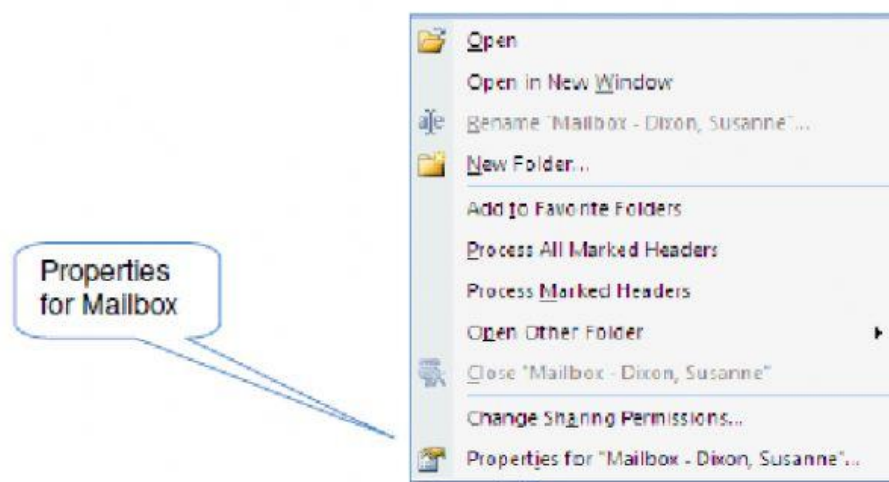 Open
Open in New Window
Rename "Mailbox - Dixon, Susanne"...
New Folder...
Add to Favorite Folders
Process All Marked Headers
Process Marked Headers
Open Other Folder
Close "Mailbox - Dixon, Susanne"
Change Sharing Permissions...
Properties for "Mailbox - Dixon, Susanne"...
Properties
for Mailbox